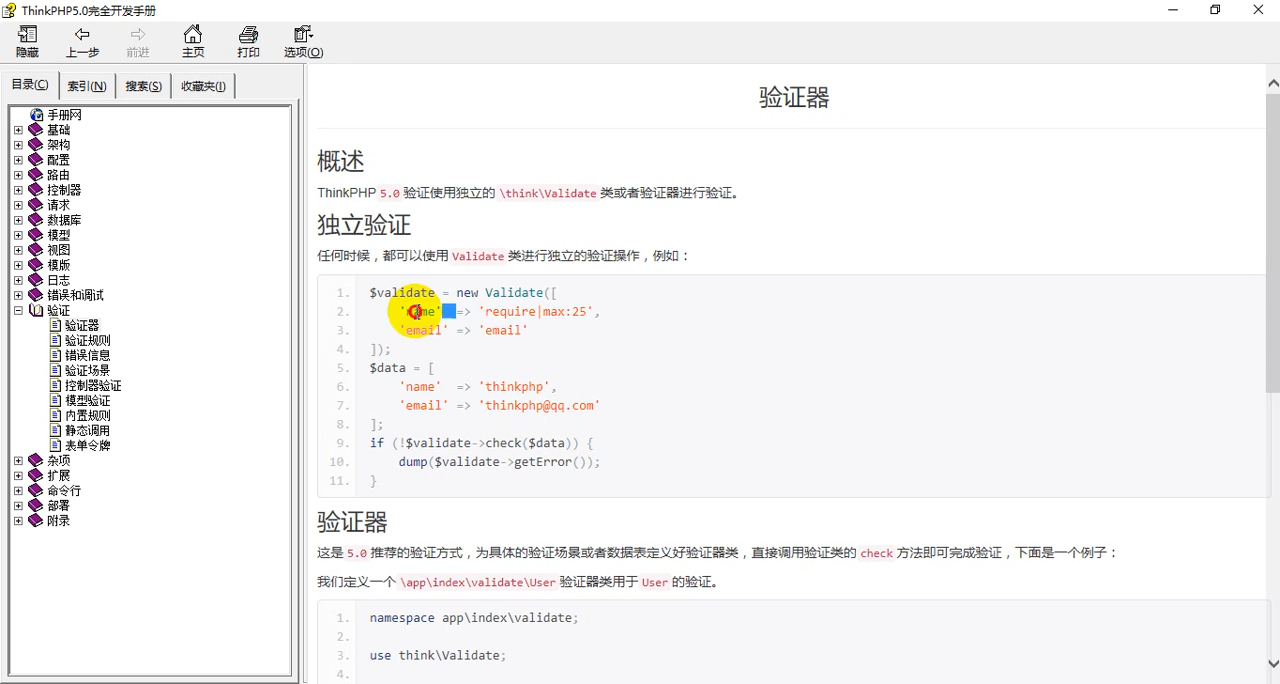 ThinkPHP5.0完全开发手册
隐藏 上一步 前进 主页 打印 选项(O)
目录(C) 索引(N) 搜索(S) 收藏夹(I)
手册网
基础
架构
配置
路由
控制器
请求
数据库
模型
视图
模版
日志
错误和调试
验证
验证器
验证规则
错误信息
验证场景
控制器验证
模型验证
内置规则
静态调用
表单令牌
杂项
扩展
命令行
部署
附录
验证器
概述
ThinkPHP 5.0 验证使用独立的 \think\Validate 类或者验证器进行验证。
独立验证
任何时候，都可以使用 Validate 类进行独立的验证操作，例如：
1. $validate = new Validate([
2. 'name' => 'require|max:25',
3. 'email' => 'email'
4. ]);
5. $data = [
6. 'name' => 'thinkphp',
7. 'email' => 'thinkphp@qq.com'
8. ];
9. if (!$validate->check($data)) {
10. dump($validate->getError());
11. }
验证器
这是 5.0 推荐的验证方式，为具体的验证场景或者数据表定义好验证器类，直接调用验证类的 check 方法即可完成验证，下面是一个例子：
我们定义一个 \app\index\validate\User 验证器类用于 User 的验证。
1. namespace app\index\validate;
2.
3. use think\Validate;
4.